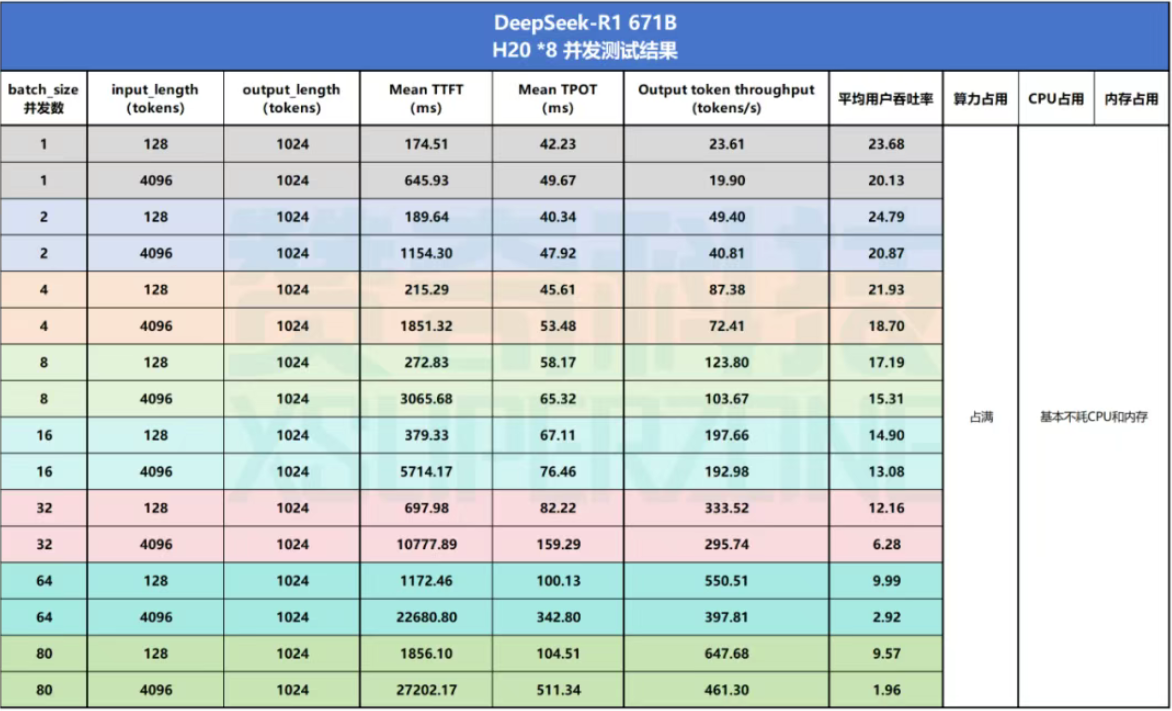 DeepSeek-R1 671B
H20 *8 并发测试结果
batch_size 并发数 input_length (tokens) output_length (tokens) Mean TTFT (ms) Mean TPOT (ms) Output token throughput (tokens/s) 平均用户吞吐率 算力占用 CPU占用 内存占用
1 128 1024 174.51 42.23 23.61 23.68
1 4096 1024 645.93 49.67 19.90 20.13
2 128 1024 189.64 40.34 49.40 24.79
2 4096 1024 1154.30 47.92 40.81 20.87
4 128 1024 215.29 45.61 87.38 21.93
4 4096 1024 1851.32 53.48 72.41 18.70
8 128 1024 272.83 58.17 123.80 17.19
8 4096 1024 3065.68 65.32 103.67 15.31
占满 基本不耗CPU和内存
16 128 1024 379.33 67.11 197.66 14.90
16 4096 1024 5714.17 76.46 192.98 13.08
32 128 1024 697.98 82.22 333.52 12.16
32 4096 1024 10777.89 159.29 295.74 6.28
64 128 1024 1172.46 100.13 550.51 9.99
64 4096 1024 22680.80 342.80 397.81 2.92
80 128 1024 1856.10 104.51 647.68 9.57
80 4096 1024 27202.17 511.34 461.30 1.96
赞奇科技
XSUPERZONE